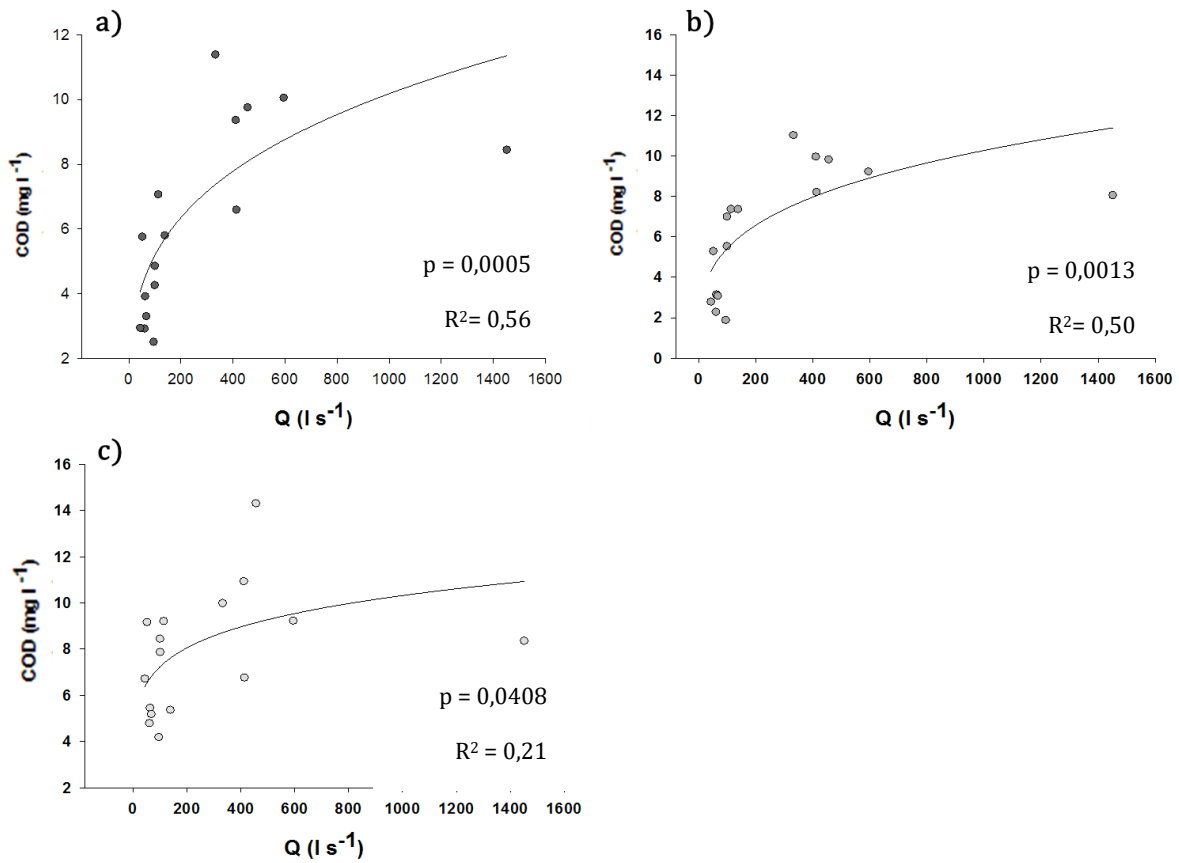 a)
12
10
8
6
4
2
COD (mg l⁻¹)
p = 0,0005
R²= 0,56
0 200 400 600 800 1000 1200 1400 1600
Q (l s⁻¹)
b)
16
14
12
10
8
6
4
2
0
COD (mg l⁻¹)
p = 0,0013
R²= 0,50
0 200 400 600 800 1000 1200 1400 1600
Q (l s⁻¹)
c)
16
14
12
10
8
6
4
2
COD (mg l⁻¹)
p = 0,0408
R² = 0,21
0 200 400 600 800 1000 1200 1400 1600
Q (l s⁻¹)